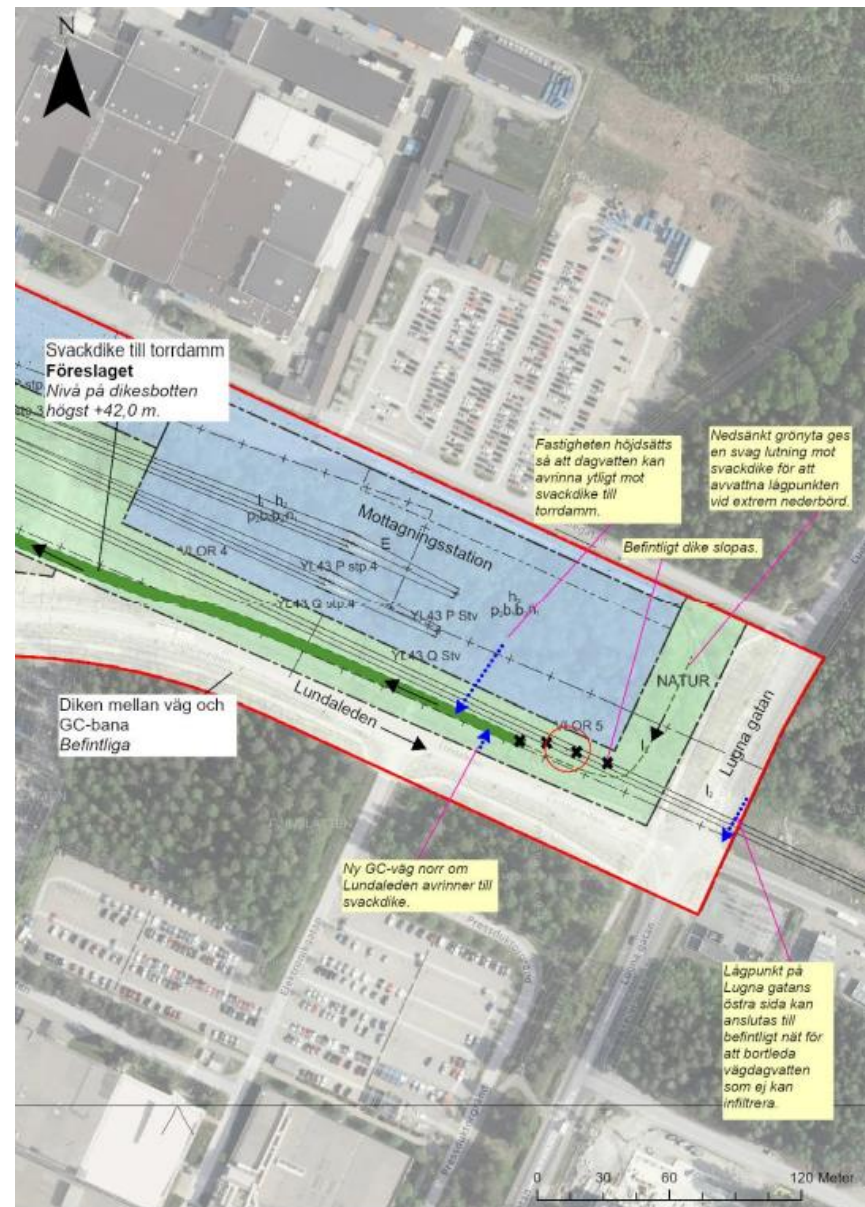 N
Svackdike till torrdamm
Föreslaget
Nivå på dikesbotten
högst +42,0 m.
Fastigheten höjdsätts
så att dagvatten kan
avrinna ytligt mot
svackdike till
torrdamm.
Nedsänkt grönyta ges
en svag lutning mot
svackdike för att
avvattna lågpunkten
vid extrem nederbörd.
Befintligt dike slopas.
Mottagningsstation
E
VLOR 4
YL43 P stp.4
YL43 Q stp.4
YL43 P Stv
YL43 Q Stv
VLOR 5
NATUR
Lugna gatan
Diken mellan väg och
GC-bana
Befintliga
Lundaleden
Ny GC-väg norr om
Lundaleden avrinner till
svackdike.
Lugna gatan
Lågpunkt på
Lugna gatans
östra sida kan
anslutas till
befintligt nät för
att bortleda
vägdagvatten
som ej kan
infiltrera.
0 30 60 120 Meter